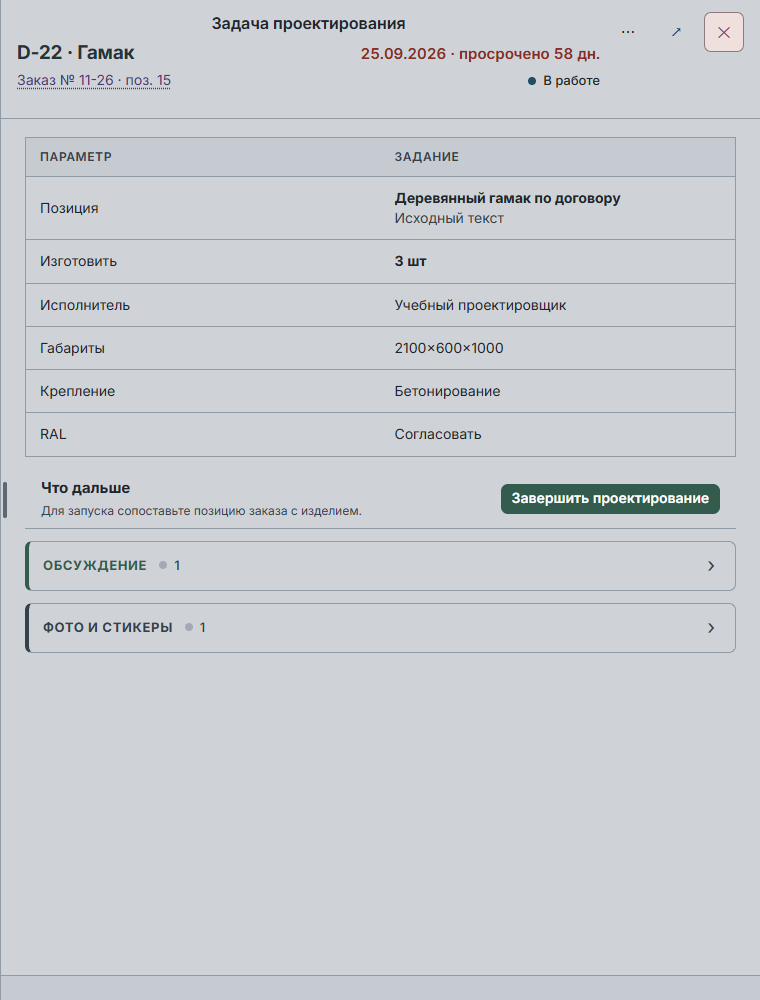 Задача проектирования
D-22 · Гамак
25.09.2026 · просрочено 58 дн.
Заказ № 11-26 · поз. 15
В работе
ПАРАМЕТР ЗАДАНИЕ
Позиция Деревянный гамак по договору
Исходный текст
Изготовить 3 шт
Исполнитель Учебный проектировщик
Габариты 2100×600×1000
Крепление Бетонирование
RAL Согласовать
Что дальше
Для запуска сопоставьте позицию заказа с изделием.
Завершить проектирование
ОБСУЖДЕНИЕ 1
ФОТО И СТИКЕРЫ 1